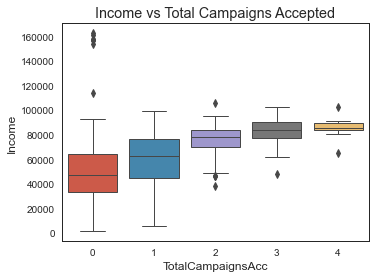 Income vs Total Campaigns Accepted
160000
140000
120000
100000
80000
60000
40000
20000
0
Income
0 1 2 3 4
TotalCampaignsAcc